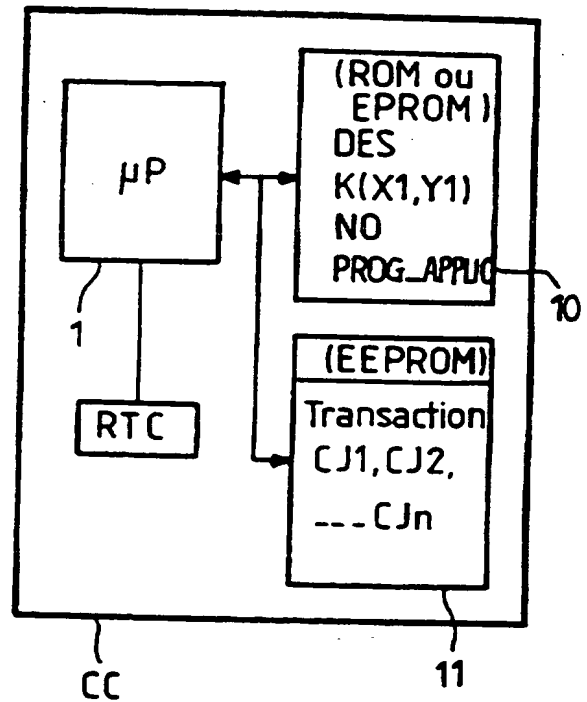 µP
1
RTC
(ROM ou
EPROM)
DES
K(X1,Y1)
NO
PROG_APPLIC
10
(EEPROM)
Transaction
CJ1,CJ2,
---CJn
11
CC